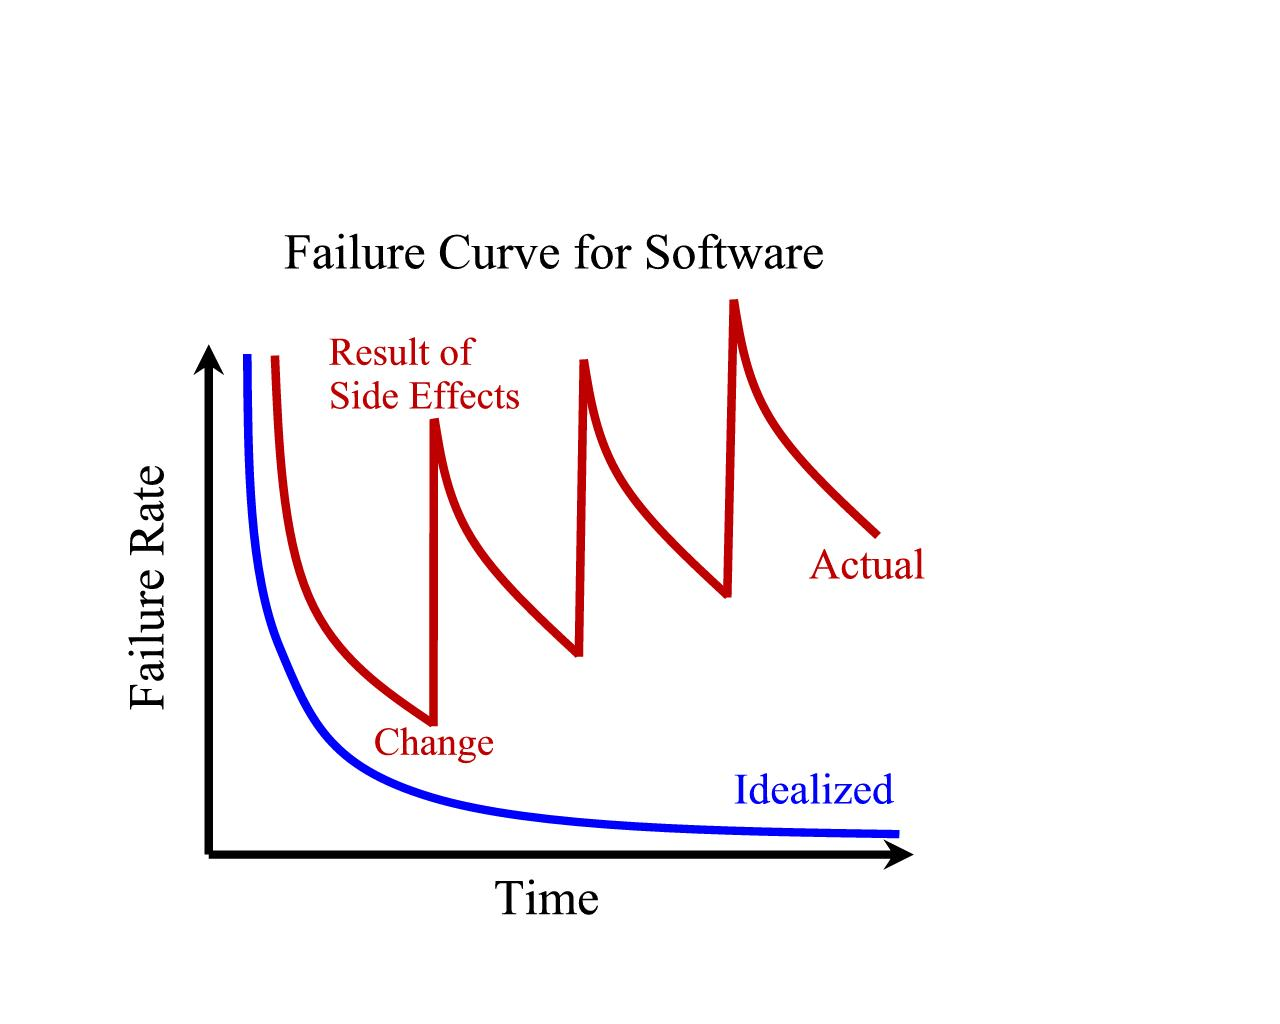 Failure Curve for Software
Result of
Side Effects
Failure Rate
Actual
Change
Idealized
Time